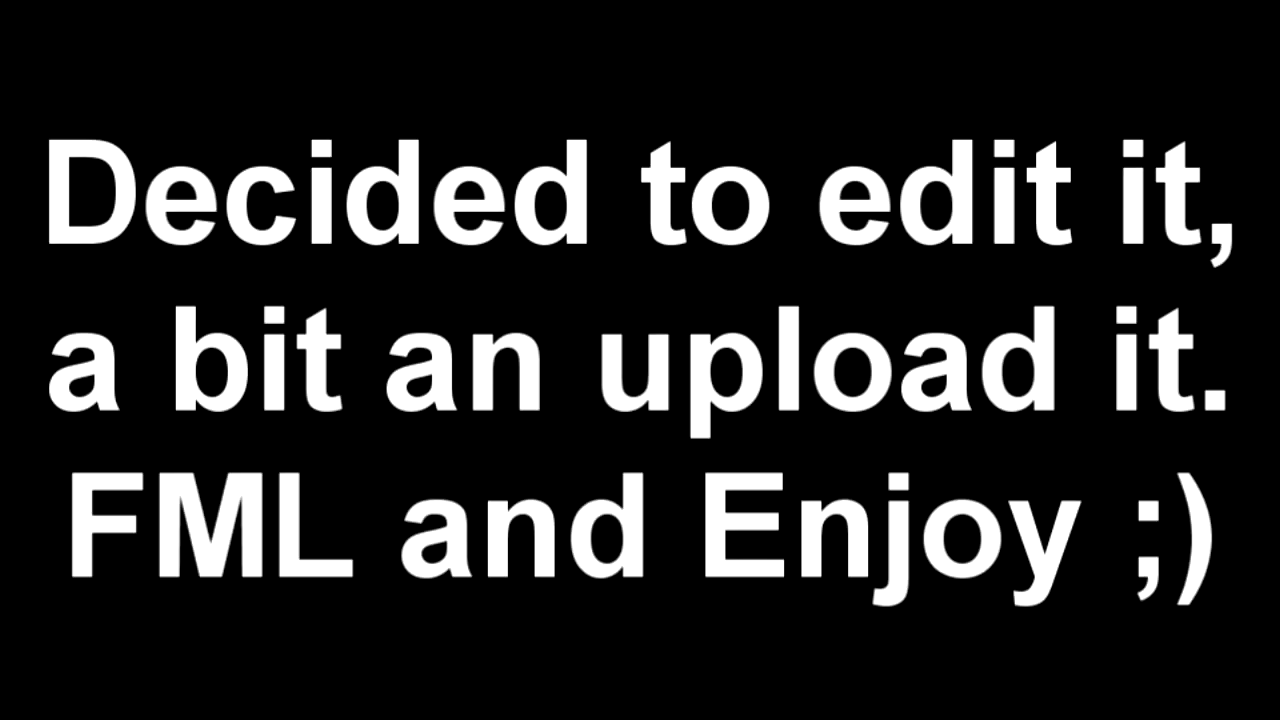 Decided to edit it,
a bit an upload it.
FML and Enjoy ;)